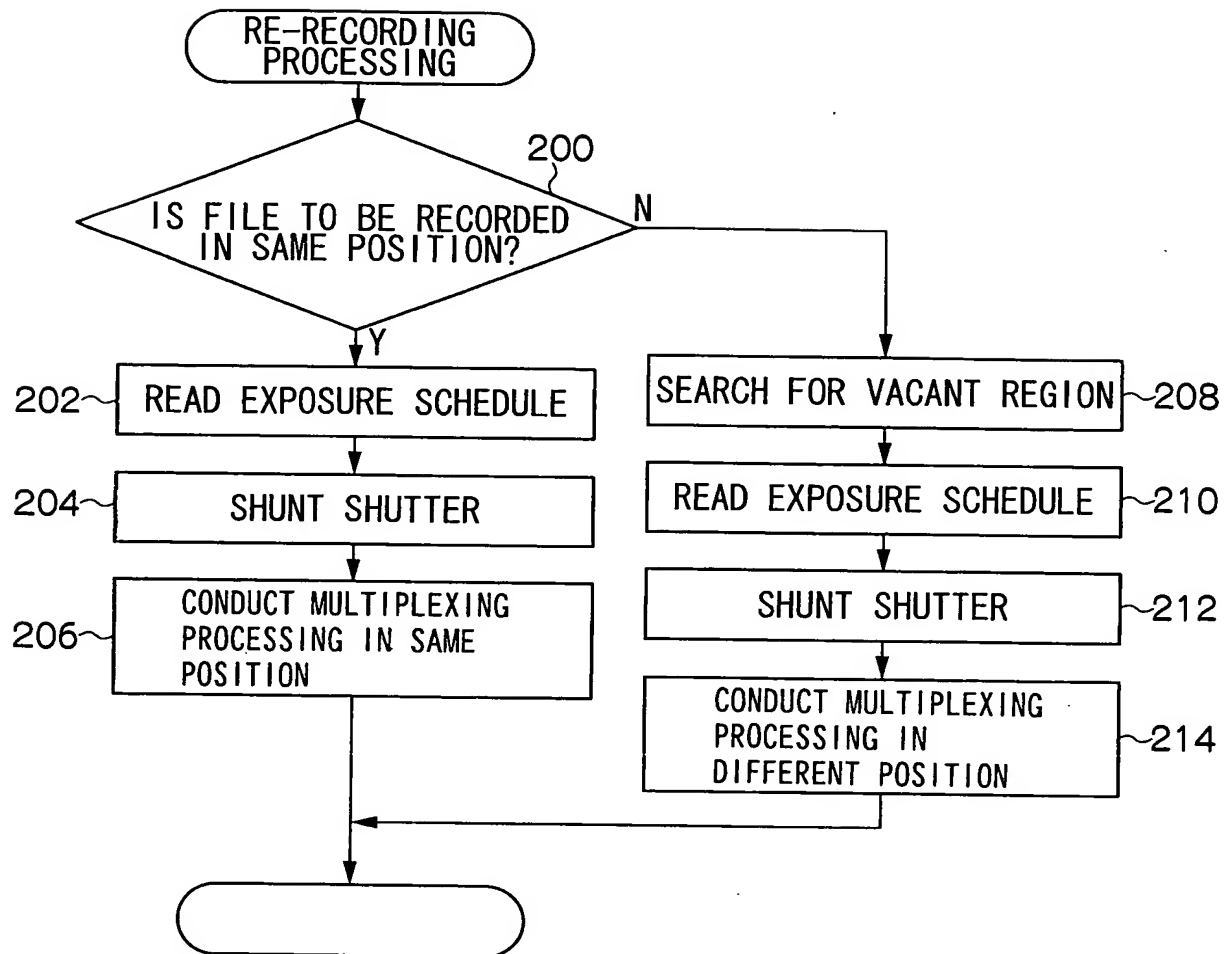 RE-RECORDING
PROCESSING
200
IS FILE TO BE RECORDED
IN SAME POSITION?
N
Y
202
READ EXPOSURE SCHEDULE
204
SHUNT SHUTTER
206
CONDUCT MULTIPLEXING
PROCESSING IN SAME
POSITION
SEARCH FOR VACANT REGION
208
READ EXPOSURE SCHEDULE
210
SHUNT SHUTTER
212
CONDUCT MULTIPLEXING
PROCESSING IN
DIFFERENT POSITION
214